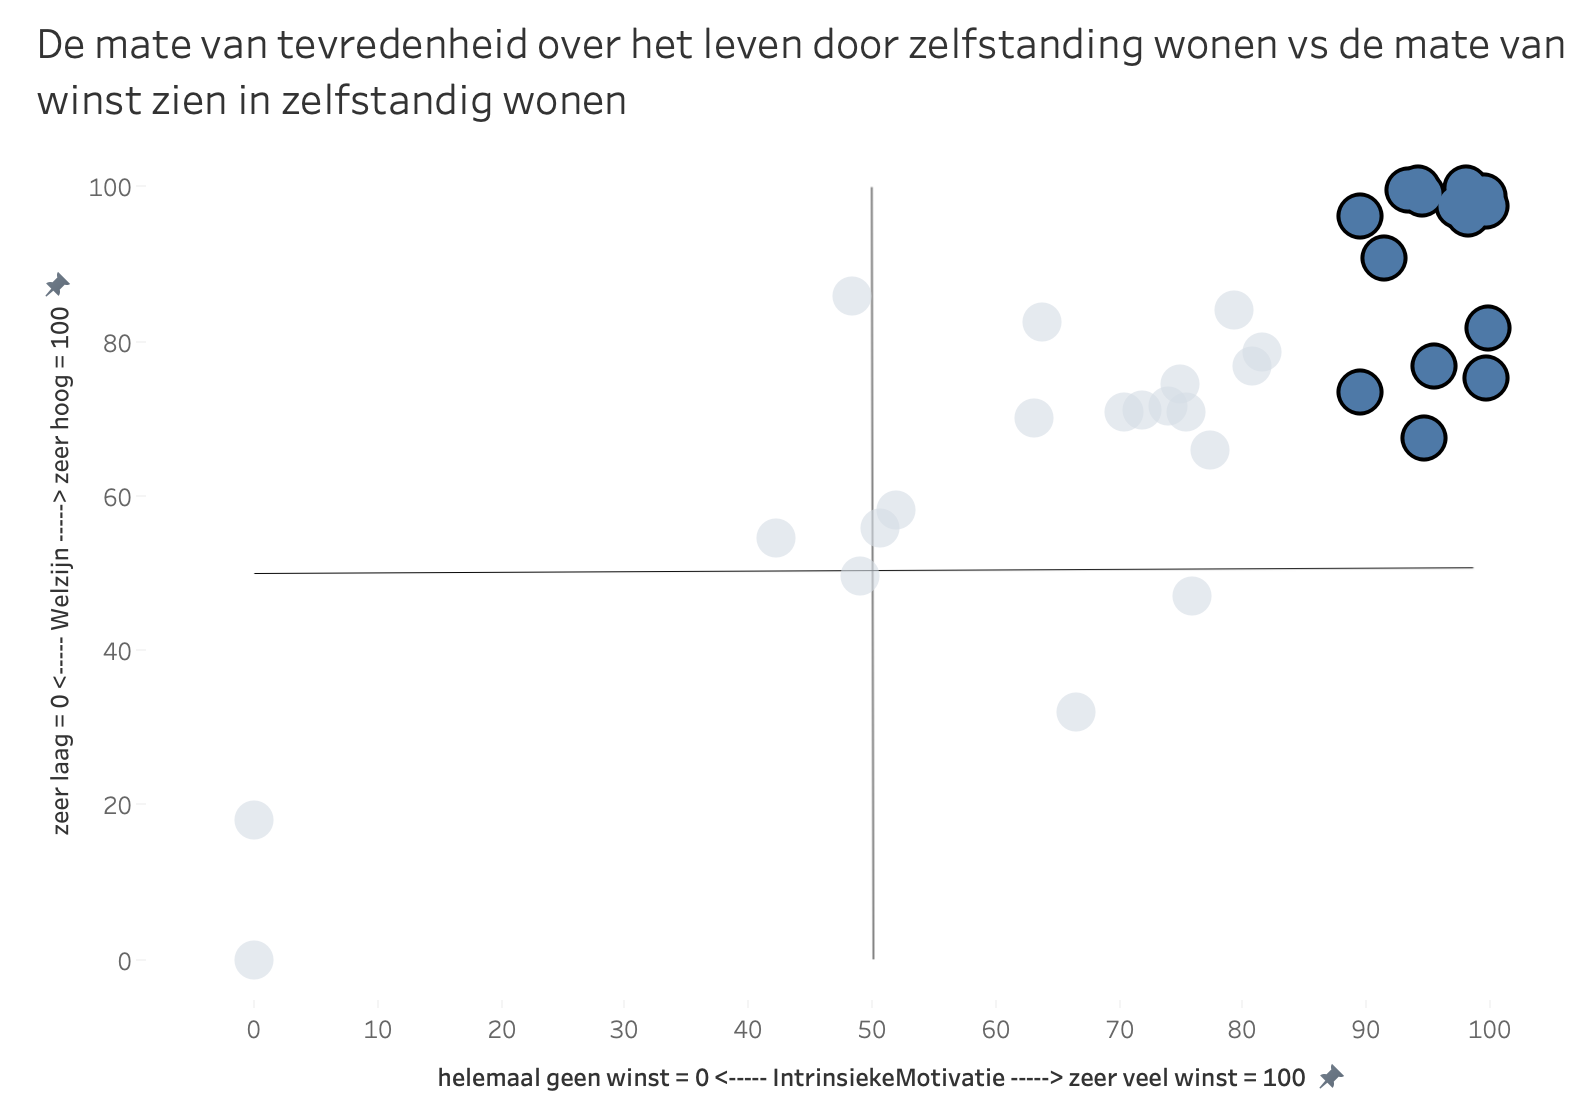 De mate van tevredenheid over het leven door zelfstanding wonen vs de mate van
winst zien in zelfstandig wonen
zeer laag = 0 <----- Welzijn -----> zeer hoog = 100
100
80
60
40
20
0
0 10 20 30 40 50 60 70 80 90 100
helemaal geen winst = 0 <----- IntrinsiekeMotivatie -----> zeer veel winst = 100